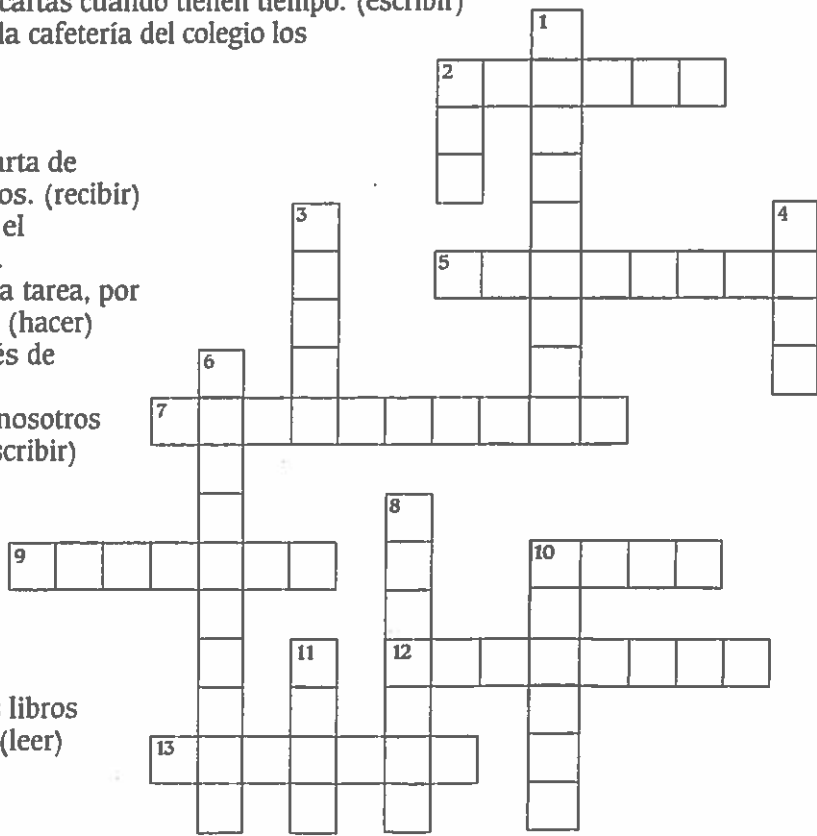 cartas cuando tienen tiempo. (escribir)
la cafetería del colegio los
de
os. (recibir)
el
a tarea, por
(hacer)
és de
nosotros
scribir)
libros
(leer)
1
2
3
4
5
6
7
8
9
10
11
12
13